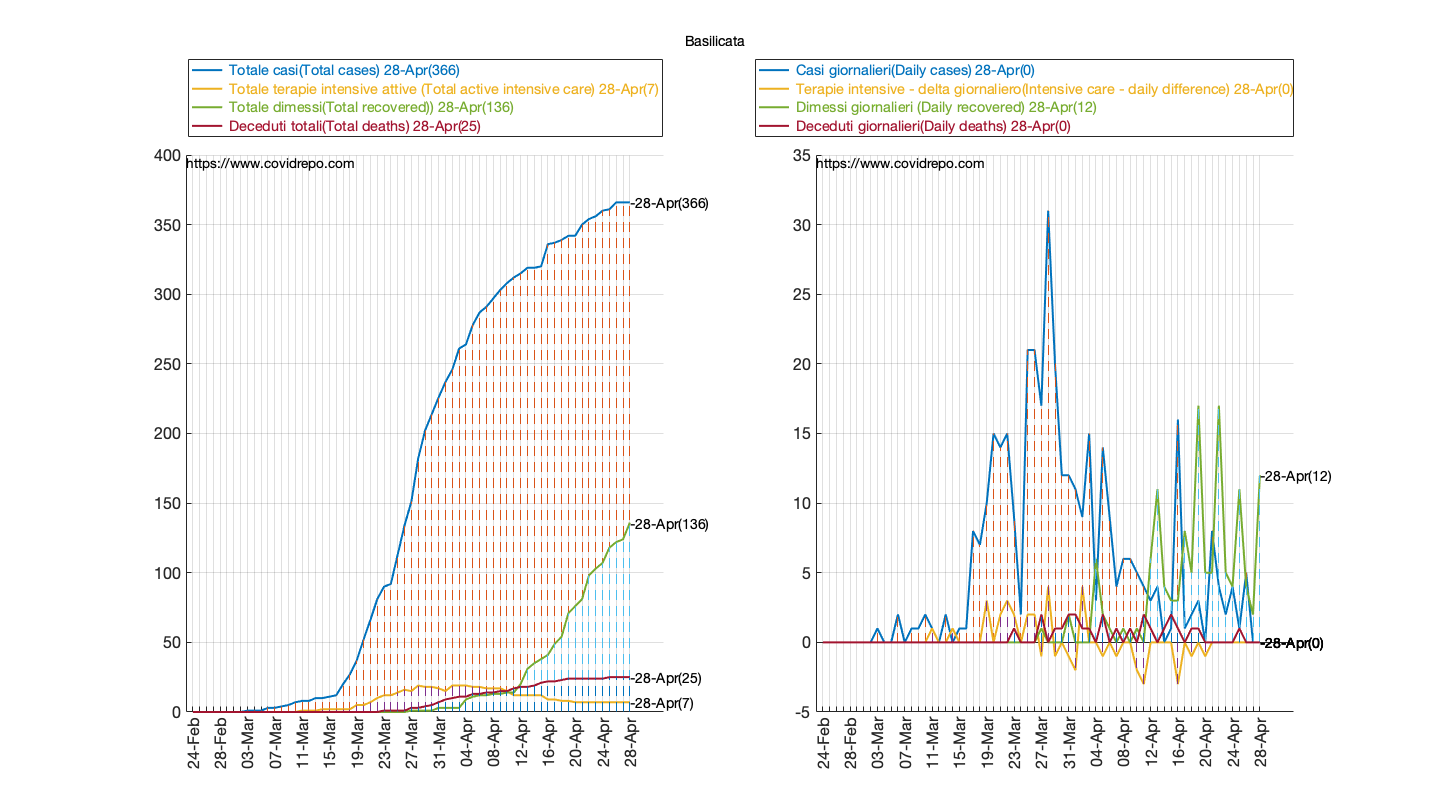 Basilicata
Totale casi(Total cases) 28-Apr(366)
Totale terapie intensive attive (Total active intensive care) 28-Apr(7)
Totale dimessi(Total recovered)) 28-Apr(136)
Deceduti totali(Total deaths) 28-Apr(25)
400
https://www.covidrepo.com
350
300
250
200
150
100
50
0
-28-Apr(366)
-28-Apr(136)
-28-Apr(25)
-28-Apr(7)
24-Feb
28-Feb
03-Mar
07-Mar
11-Mar
15-Mar
19-Mar
23-Mar
27-Mar
31-Mar
04-Apr
08-Apr
12-Apr
16-Apr
20-Apr
24-Apr
28-Apr
Casi giornalieri(Daily cases) 28-Apr(0)
Terapie intensive - delta giornaliero(Intensive care - daily difference) 28-Apr(0)
Dimessi giornalieri (Daily recovered) 28-Apr(12)
Deceduti giornalieri(Daily deaths) 28-Apr(0)
35
https://www.covidrepo.com
30
25
20
15
10
5
0
-5
-28-Apr(12)
-28-Apr(0)
24-Feb
28-Feb
03-Mar
07-Mar
11-Mar
15-Mar
19-Mar
23-Mar
27-Mar
31-Mar
04-Apr
08-Apr
12-Apr
16-Apr
20-Apr
24-Apr
28-Apr